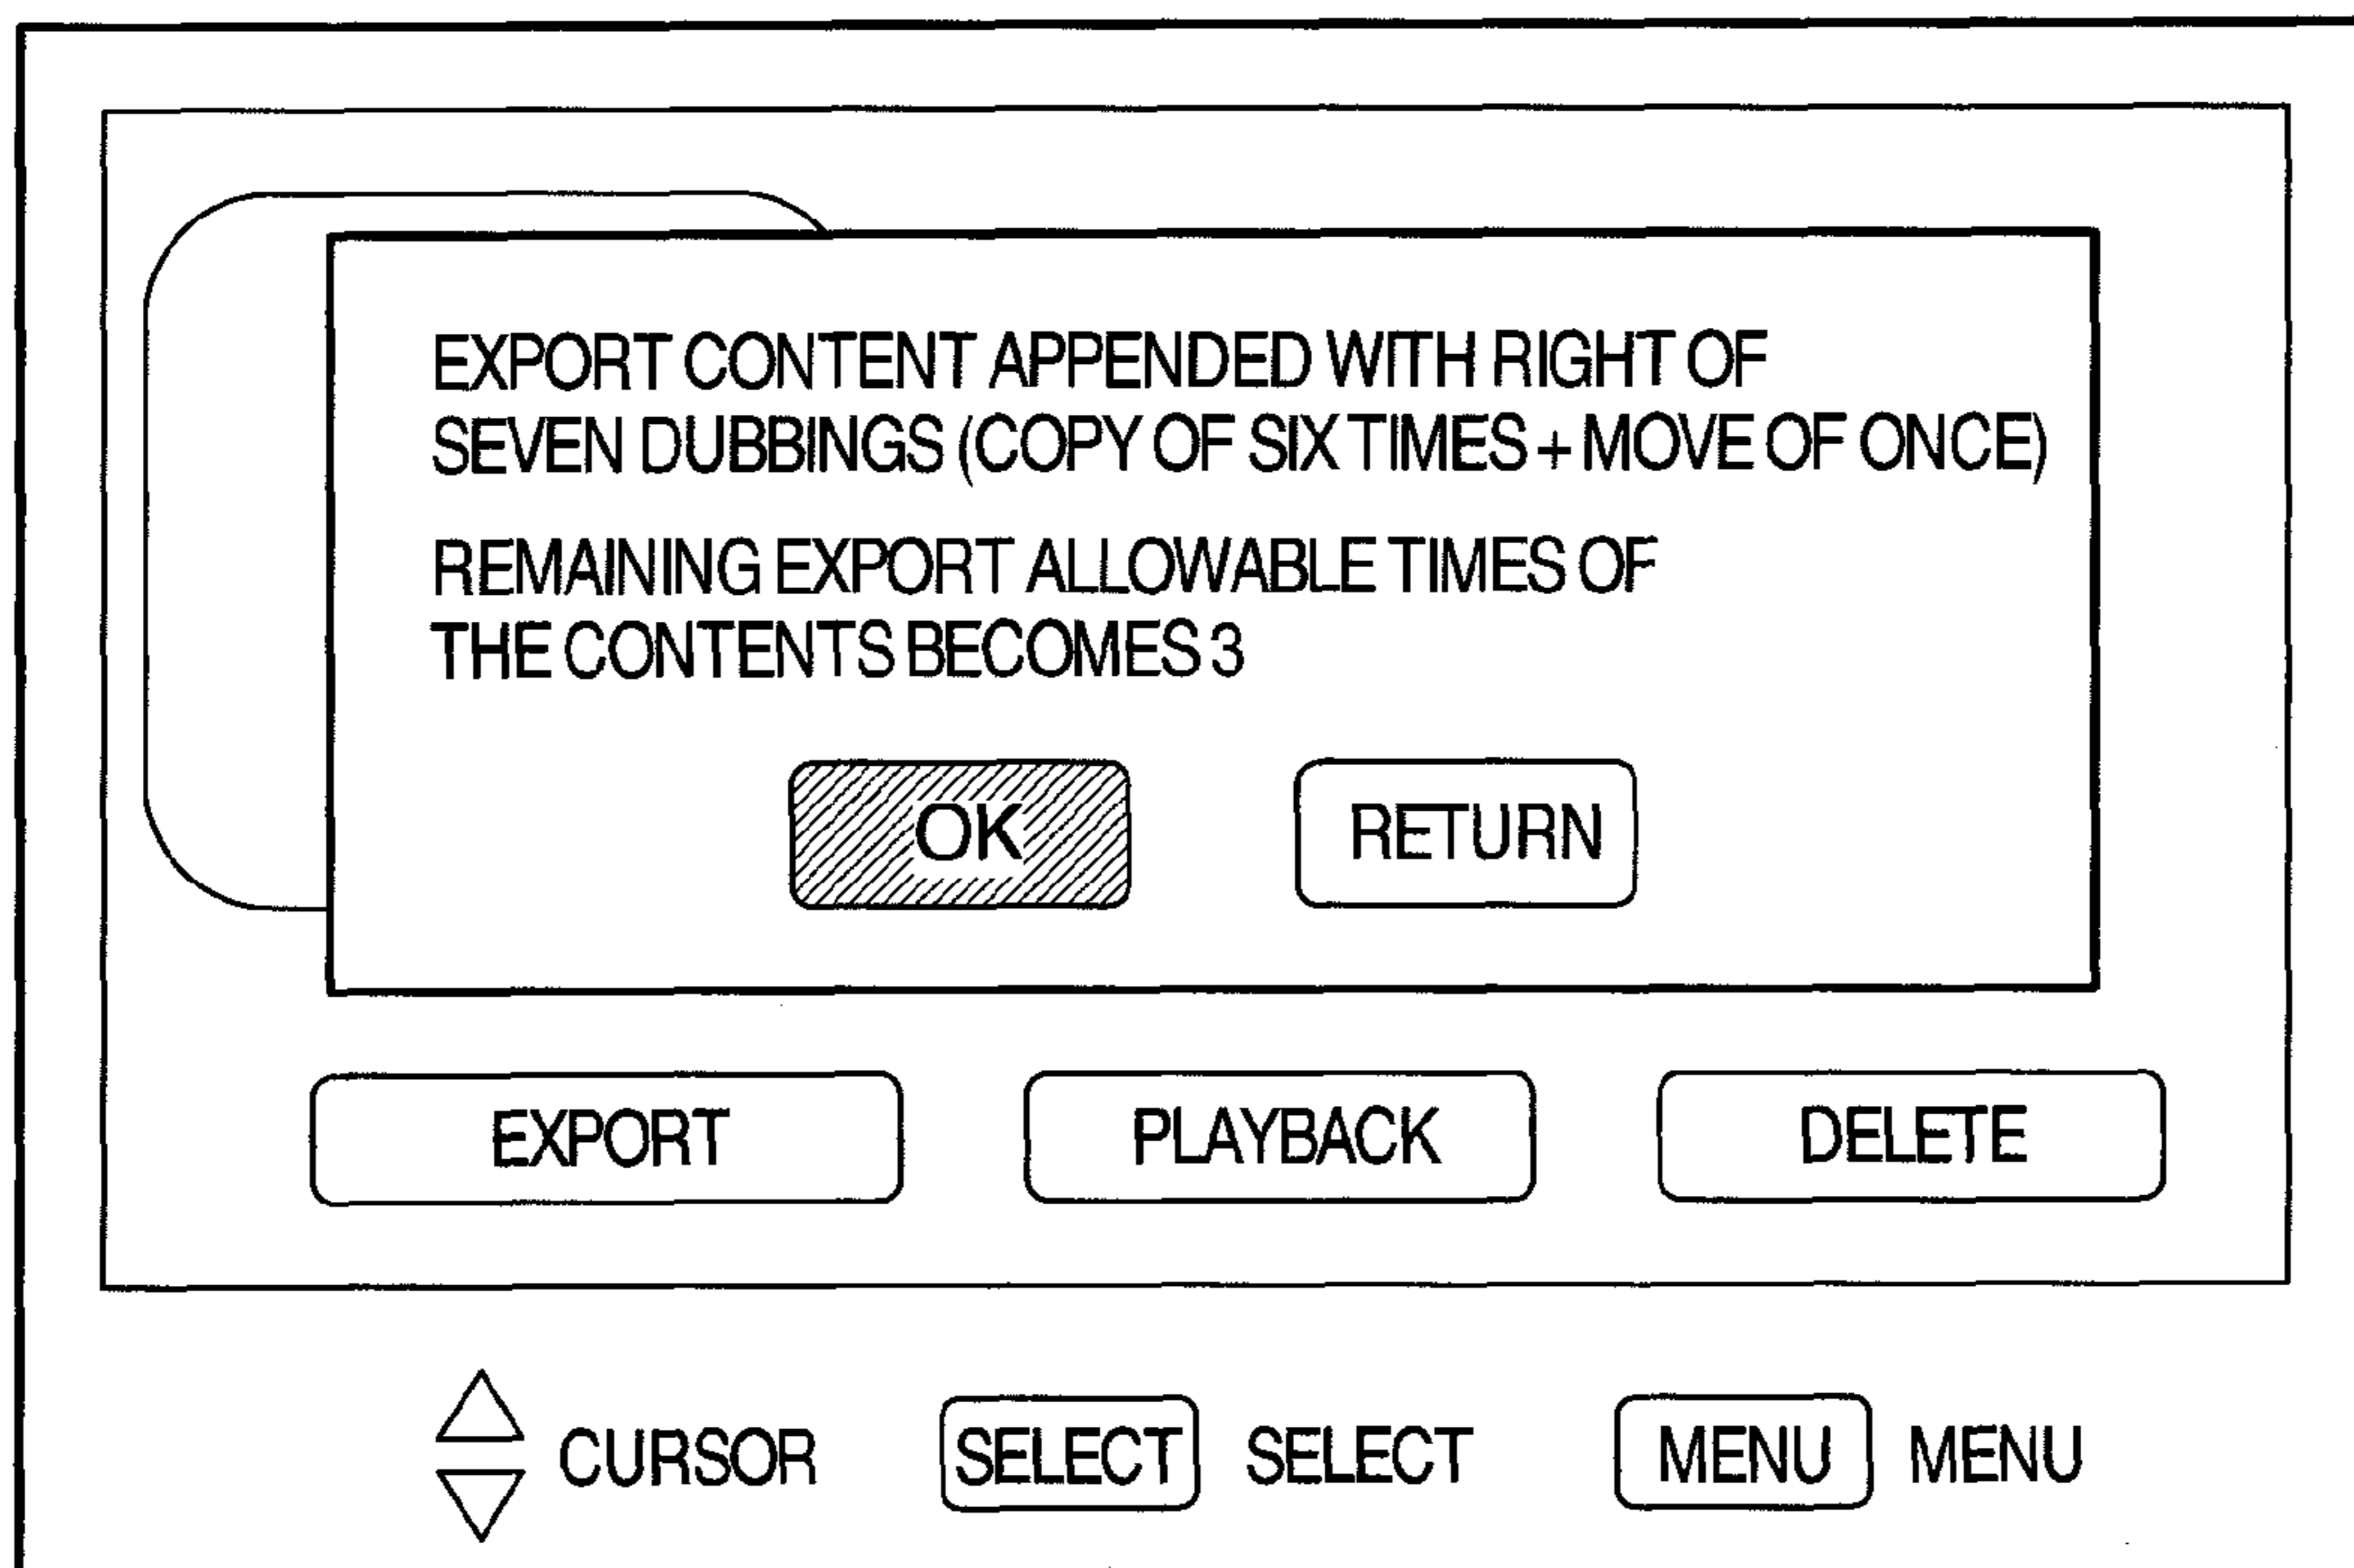 EXPORT CONTENT APPENDED WITH RIGHT OF
SEVEN DUBBINGS (COPY OF SIX TIMES + MOVE OF ONCE)
REMAINING EXPORT ALLOWABLE TIMES OF
THE CONTENTS BECOMES 3
OK RETURN
EXPORT PLAYBACK DELETE
CURSOR SELECT SELECT MENU MENU